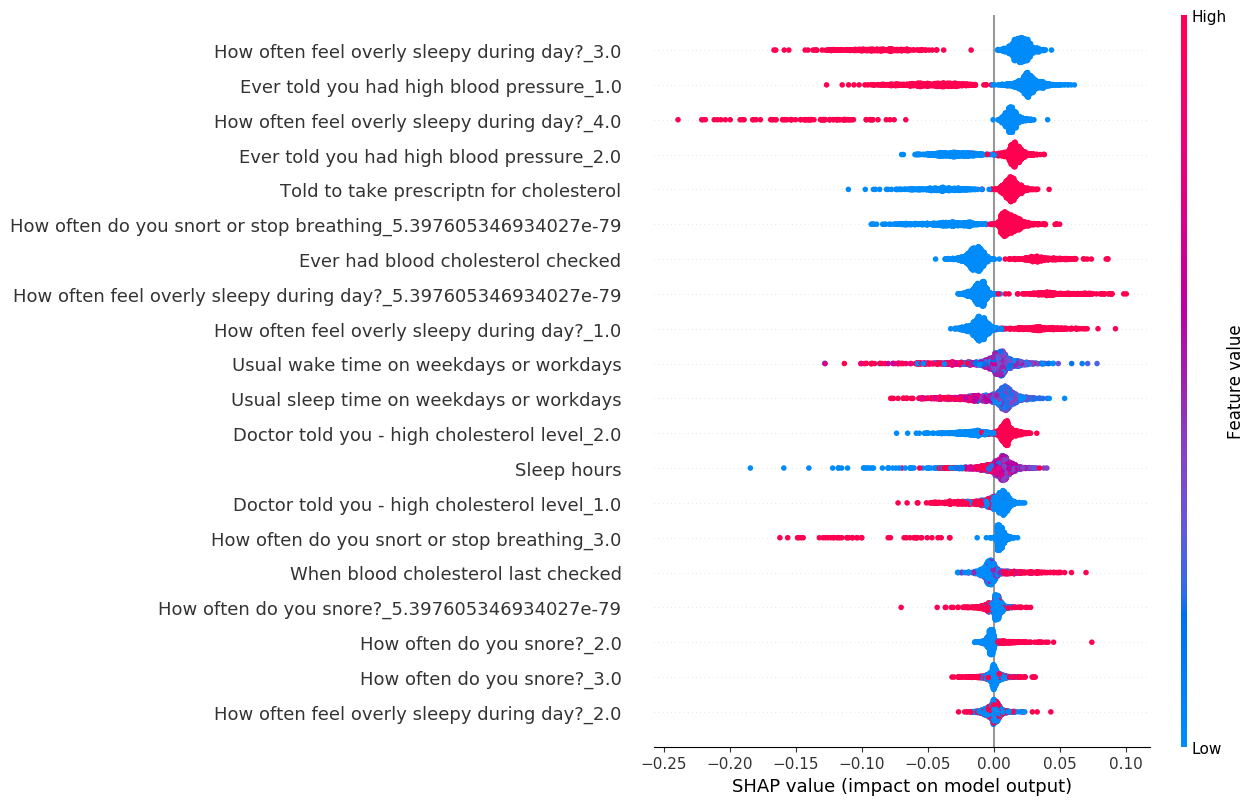 High
How often feel overly sleepy during day?_3.0
Ever told you had high blood pressure_1.0
How often feel overly sleepy during day?_4.0
Ever told you had high blood pressure_2.0
Told to take prescriptn for cholesterol
How often do you snort or stop breathing_5.397605346934027e-79
Ever had blood cholesterol checked
How often feel overly sleepy during day?_5.397605346934027e-79
How often feel overly sleepy during day?_1.0
Usual wake time on weekdays or workdays
Usual sleep time on weekdays or workdays
Doctor told you - high cholesterol level_2.0
Sleep hours
Doctor told you - high cholesterol level_1.0
How often do you snort or stop breathing_3.0
When blood cholesterol last checked
How often do you snore?_5.397605346934027e-79
How often do you snore?_2.0
How often do you snore?_3.0
How often feel overly sleepy during day?_2.0
Feature value
Low
−0.25 −0.20 −0.15 −0.10 −0.05 0.00 0.05 0.10
SHAP value (impact on model output)